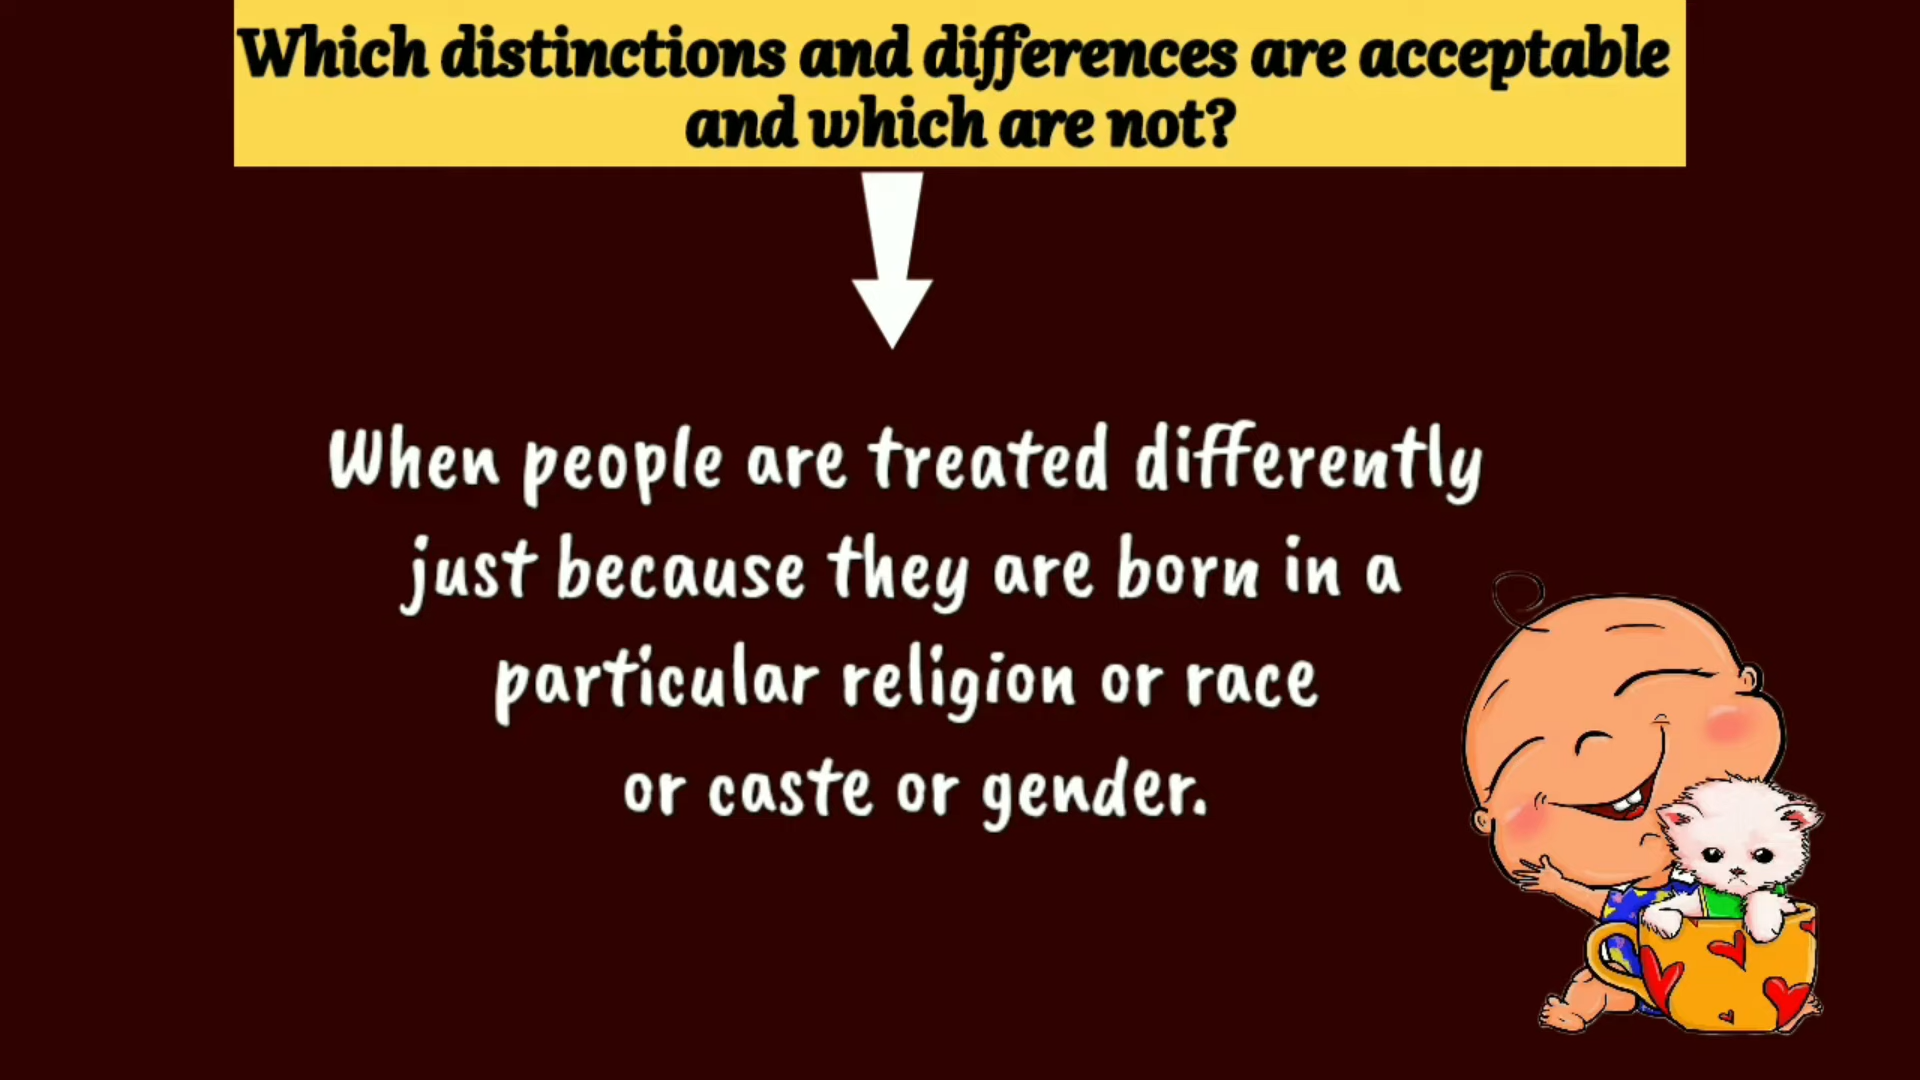 Which distinctions and differences are acceptable
and which are not?
When people are treated differently
just because they are born in a
particular religion or race
or caste or gender.